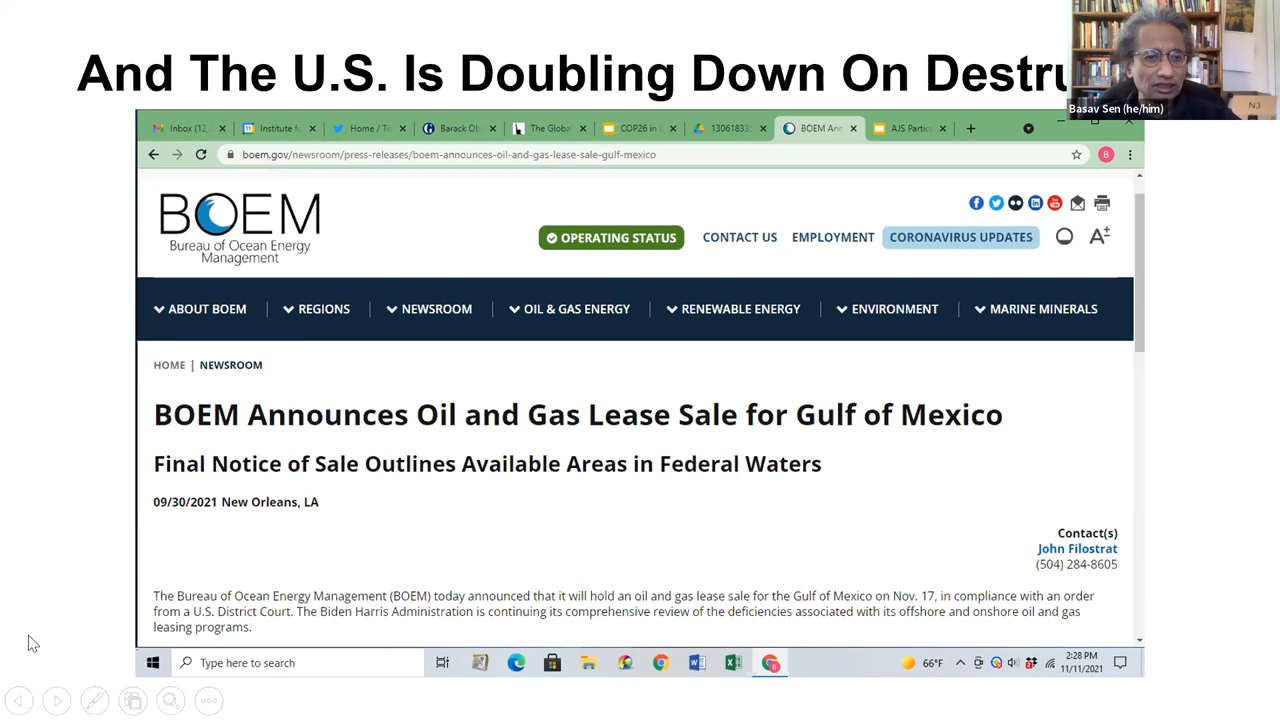 And The U.S. Is Doubling Down On Destru
Basav Sen (he/him)
N3
Inbox (12,
Institute fo
Home / Tw
Barack Ob
The Global
COP26 in G
130618335
BOEM Ann
AJS Partic
boem.gov/newsroom/press-releases/boem-announces-oil-and-gas-lease-sale-gulf-mexico
B
BOEM
Bureau of Ocean Energy
Management
OPERATING STATUS
CONTACT US
EMPLOYMENT
CORONAVIRUS UPDATES
A+
ABOUT BOEM
REGIONS
NEWSROOM
OIL & GAS ENERGY
RENEWABLE ENERGY
ENVIRONMENT
MARINE MINERALS
HOME | NEWSROOM
BOEM Announces Oil and Gas Lease Sale for Gulf of Mexico
Final Notice of Sale Outlines Available Areas in Federal Waters
09/30/2021 New Orleans, LA
Contact(s)
John Filostrat
(504) 284-8605
The Bureau of Ocean Energy Management (BOEM) today announced that it will hold an oil and gas lease sale for the Gulf of Mexico on Nov. 17, in compliance with an order
from a U.S. District Court. The Biden Harris Administration is continuing its comprehensive review of the deficiencies associated with its offshore and onshore oil and gas
leasing programs.
Type here to search
66°F
2:28 PM
11/11/2021